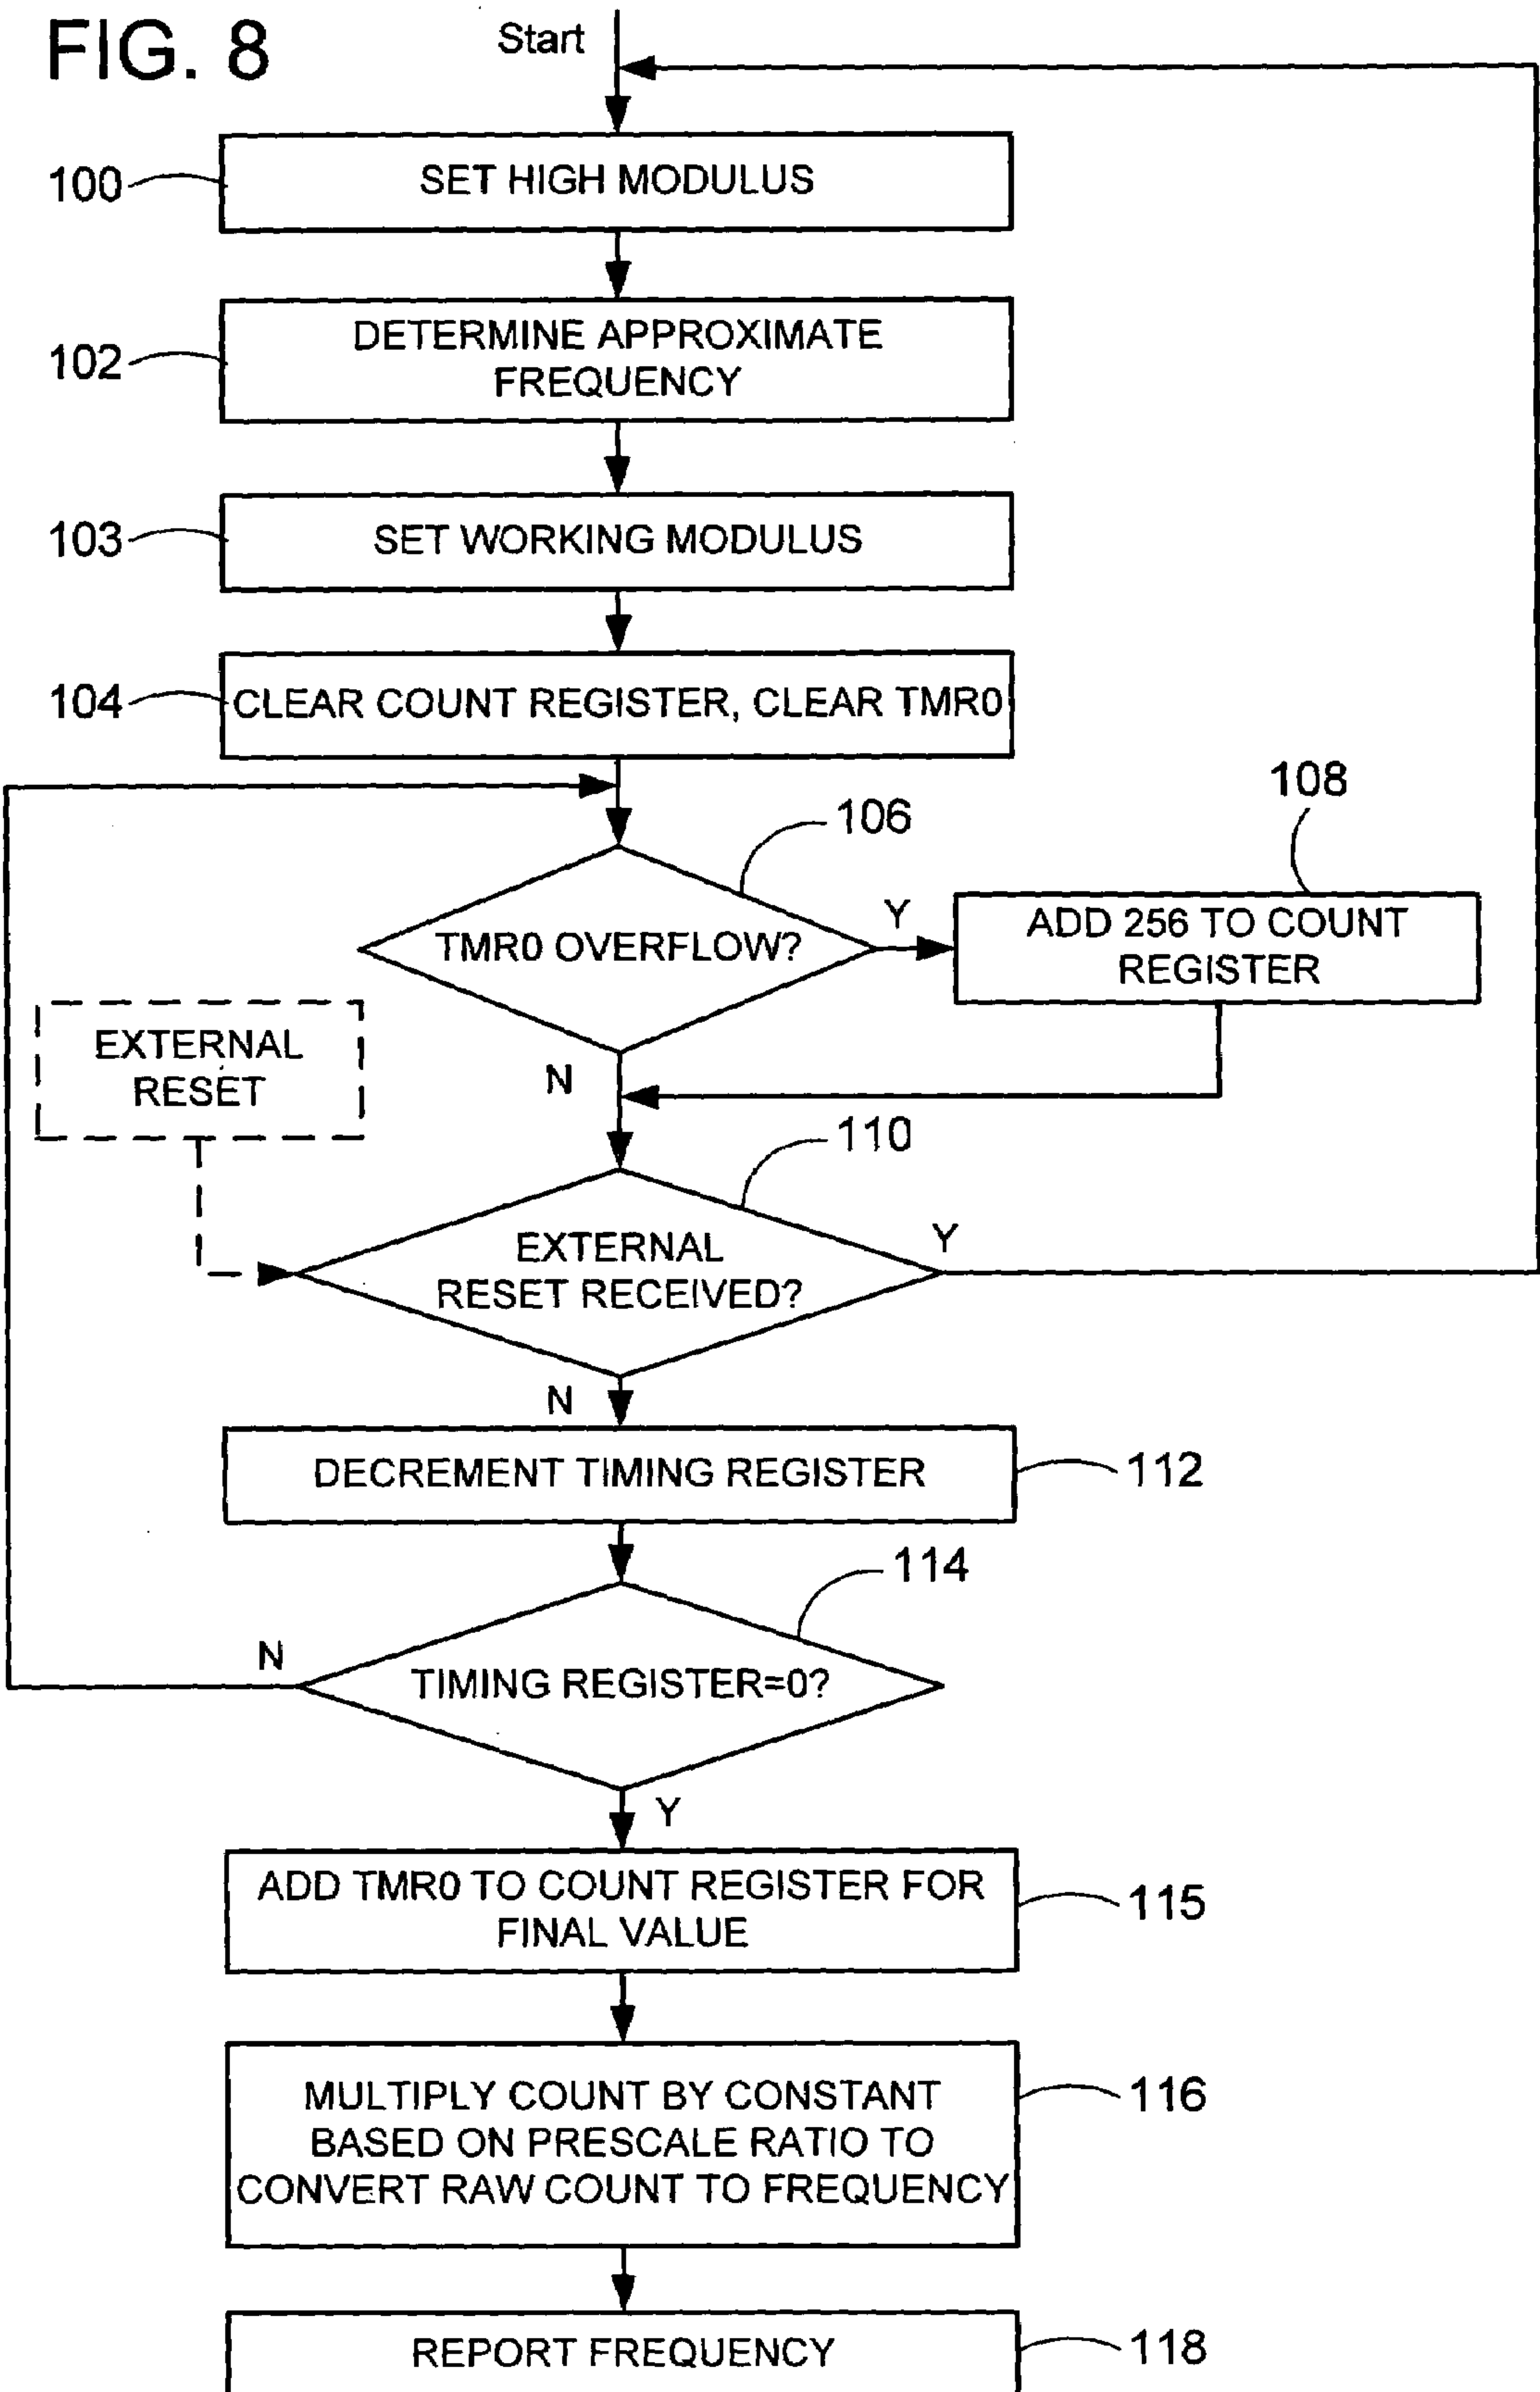 FIG. 8
Start
100
SET HIGH MODULUS
102
DETERMINE APPROXIMATE
FREQUENCY
103
SET WORKING MODULUS
104
CLEAR COUNT REGISTER, CLEAR TMR0
106
108
TMR0 OVERFLOW?
Y
ADD 256 TO COUNT
REGISTER
N
EXTERNAL
RESET
110
EXTERNAL
RESET RECEIVED?
Y
N
DECREMENT TIMING REGISTER
112
114
N
TIMING REGISTER=0?
Y
ADD TMR0 TO COUNT REGISTER FOR
FINAL VALUE
115
MULTIPLY COUNT BY CONSTANT
BASED ON PRESCALE RATIO TO
CONVERT RAW COUNT TO FREQUENCY
116
REPORT FREQUENCY
118